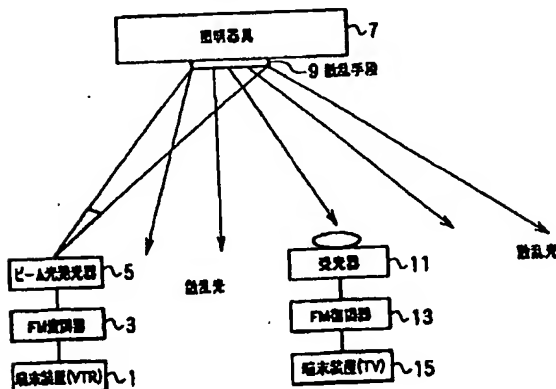 照明器具 7
9 散乱手段
ビーム光発光器 5
散乱光
受光器 11
散乱光
FM変調器 3
FM復調器 13
端末装置(VTR) 1
端末装置(TV) 15